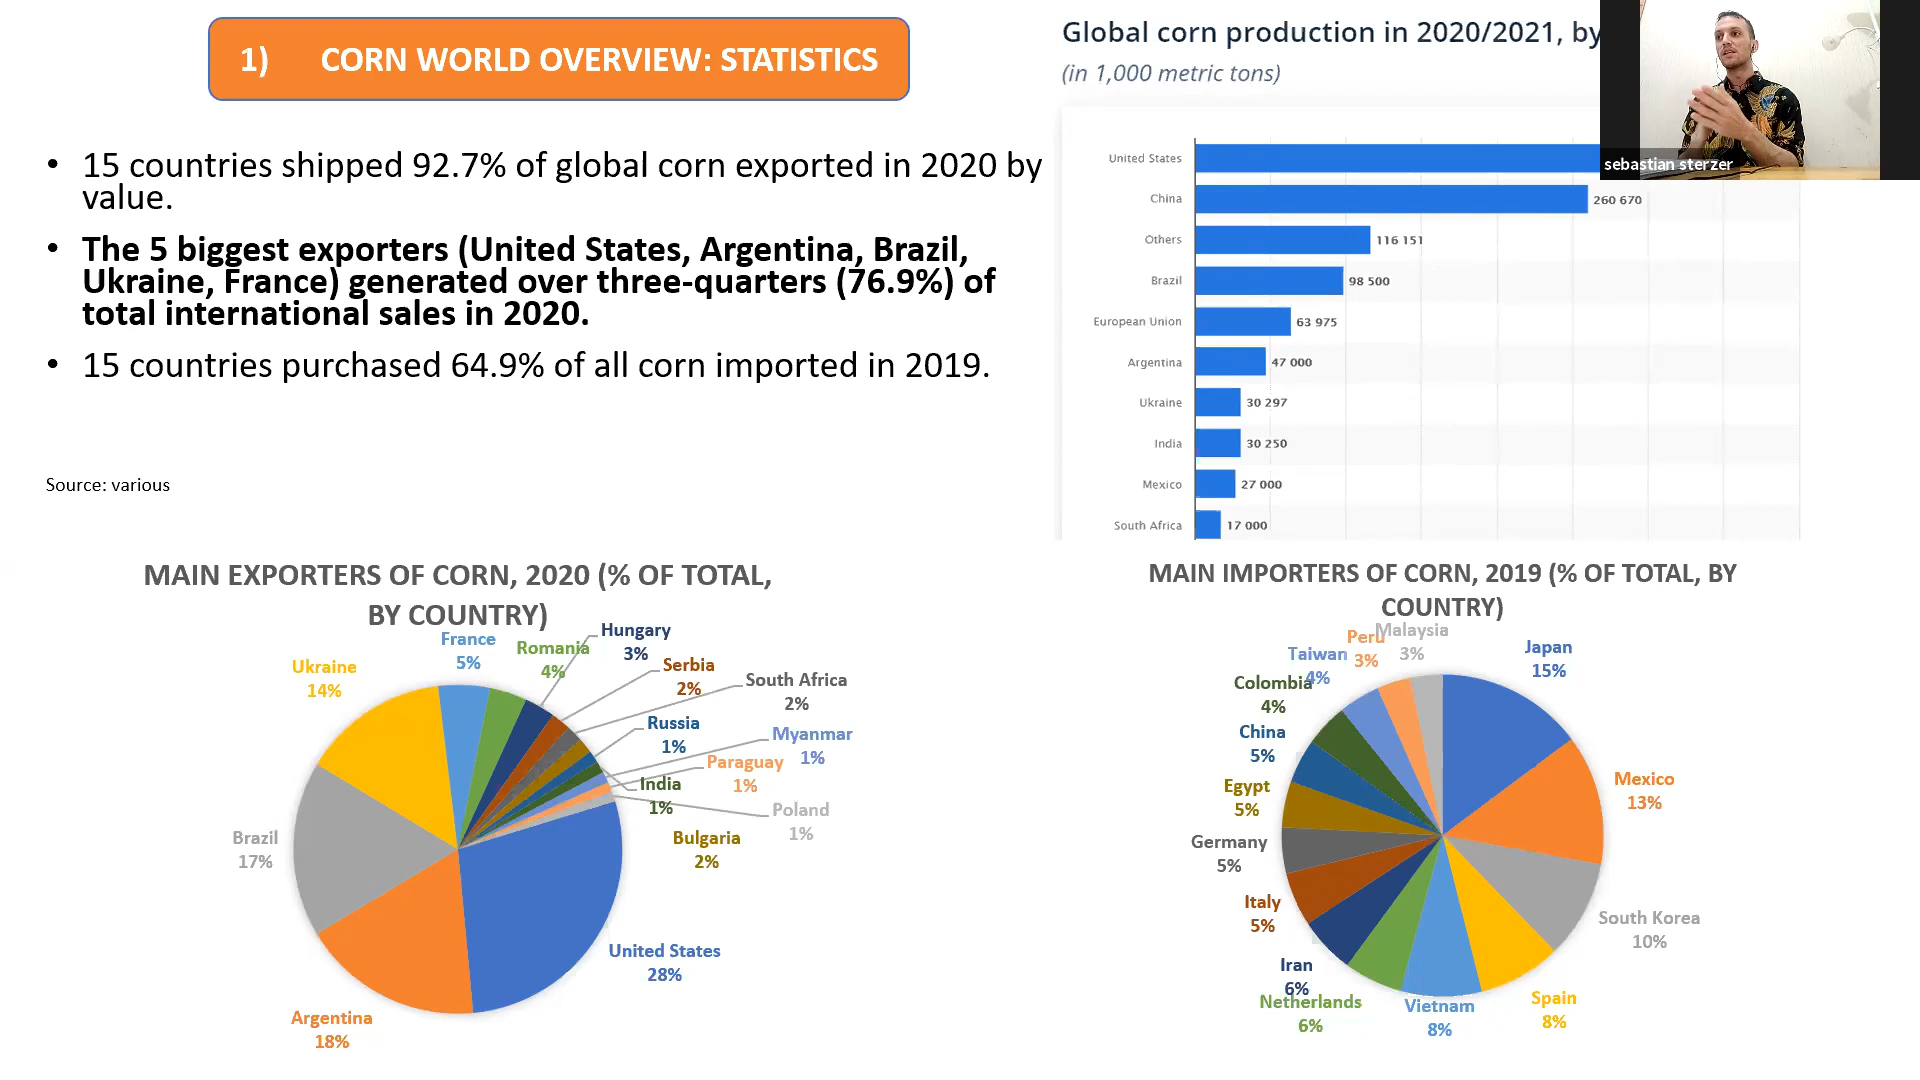 1) CORN WORLD OVERVIEW: STATISTICS
• 15 countries shipped 92.7% of global corn exported in 2020 by
value.
• The 5 biggest exporters (United States, Argentina, Brazil,
Ukraine, France) generated over three-quarters (76.9%) of
total international sales in 2020.
• 15 countries purchased 64.9% of all corn imported in 2019.
Source: various
Global corn production in 2020/2021, by
(in 1,000 metric tons)
sebastian sterzer
United States
China 260 670
Others 116 151
Brazil 98 500
European Union 63 975
Argentina 47 000
Ukraine 30 297
India 30 250
Mexico 27 000
South Africa 17 000
MAIN EXPORTERS OF CORN, 2020 (% OF TOTAL,
BY COUNTRY)
France
5%
Romania
4%
Hungary
3%
Serbia
2%
South Africa
2%
Russia
1%
Myanmar
1%
Paraguay
1%
India
1%
Poland
1%
Bulgaria
2%
United States
28%
Argentina
18%
Brazil
17%
Ukraine
14%
MAIN IMPORTERS OF CORN, 2019 (% OF TOTAL, BY
COUNTRY)
Japan
15%
Mexico
13%
South Korea
10%
Spain
8%
Vietnam
8%
Netherlands
6%
Iran
6%
Italy
5%
Germany
5%
Egypt
5%
China
5%
Colombia
4%
Taiwan
4%
Peru
3%
Malaysia
3%